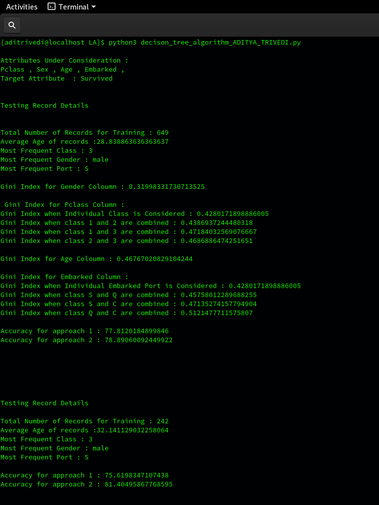 Activities Terminal
[aditrivedi@localhost LA]$ python3 decison_tree_algorithm_ADITYA_TRIVEDI.py
Attributes Under Consideration :
Pclass , Sex , Age , Embarked ,
Target Attribute : Survived
Testing Record Details
Total Number of Records for Training : 649
Average Age of records :28.838863636363637
Most Frequent Class : 3
Most Frequent Gender : male
Most Frequent Port : S
Gini Index for Gender Coloumn : 0.31998331730713525
Gini Index for Pclass Column :
Gini Index when Individual Class is Considered : 0.4280171898886005
Gini Index when class 1 and 2 are combined : 0.4386937244480318
Gini Index when class 1 and 3 are combined : 0.47184032569076667
Gini Index when class 2 and 3 are combined : 0.4686886474251651
Gini Index for Age Coloumn : 0.46767020829104244
Gini Index for Embarked Column :
Gini Index when Individual Embarked Port is Considered : 0.4280171898886005
Gini Index when class S and Q are combined : 0.45758012289688255
Gini Index when class S and C are combined : 0.47135274157794904
Gini Index when class Q and C are combined : 0.5121477711575807
Accuracy for approach 1 : 77.8120184899846
Accuracy for approach 2 : 78.89060092449922
Testing Record Details
Total Number of Records for Training : 242
Average Age of records :32.141129032258064
Most Frequent Class : 3
Most Frequent Gender : male
Most Frequent Port : S
Accuracy for approach 1 : 75.6198347107438
Accuracy for approach 2 : 81.40495867768595